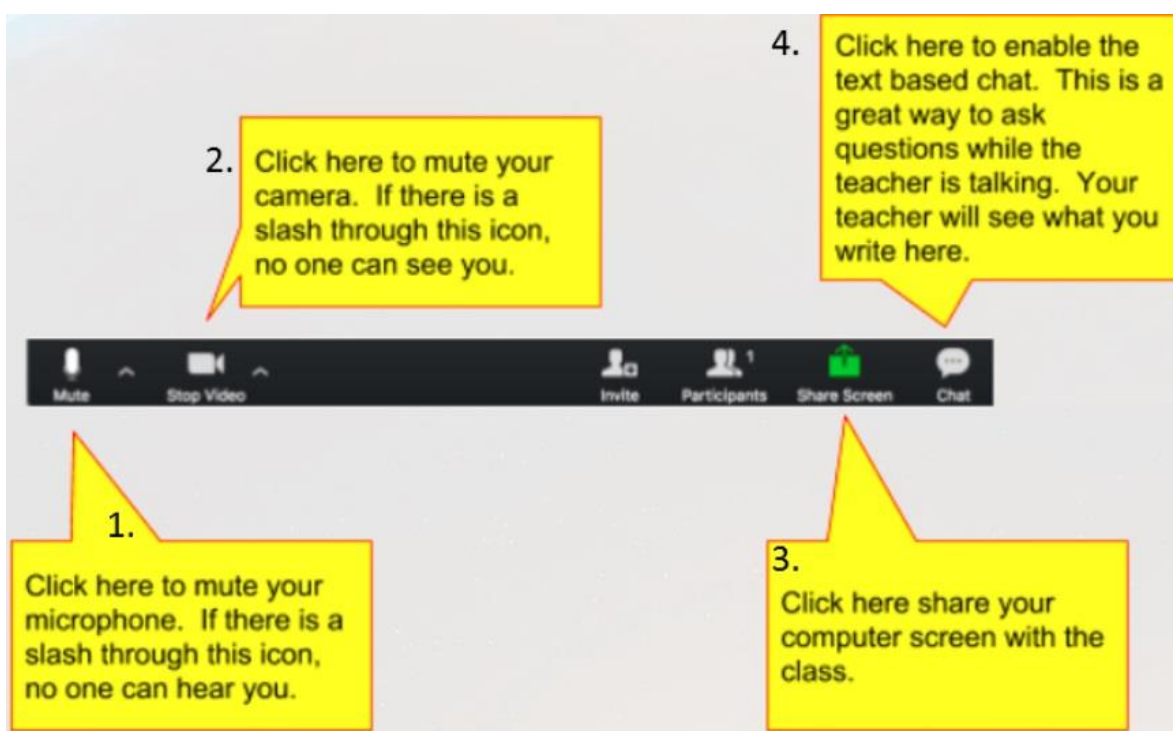 4.
Click here to enable the
text based chat.  This is a
great way to ask
questions while the
teacher is talking.  Your
teacher will see what you
write here.
2.
Click here to mute your
camera.  If there is a
slash through this icon,
no one can see you.
Mute
Stop Video
Invite
1
Participants
Share Screen
Chat
1.
Click here to mute your
microphone.  If there is a
slash through this icon,
no one can hear you.
3.
Click here share your
computer screen with the
class.